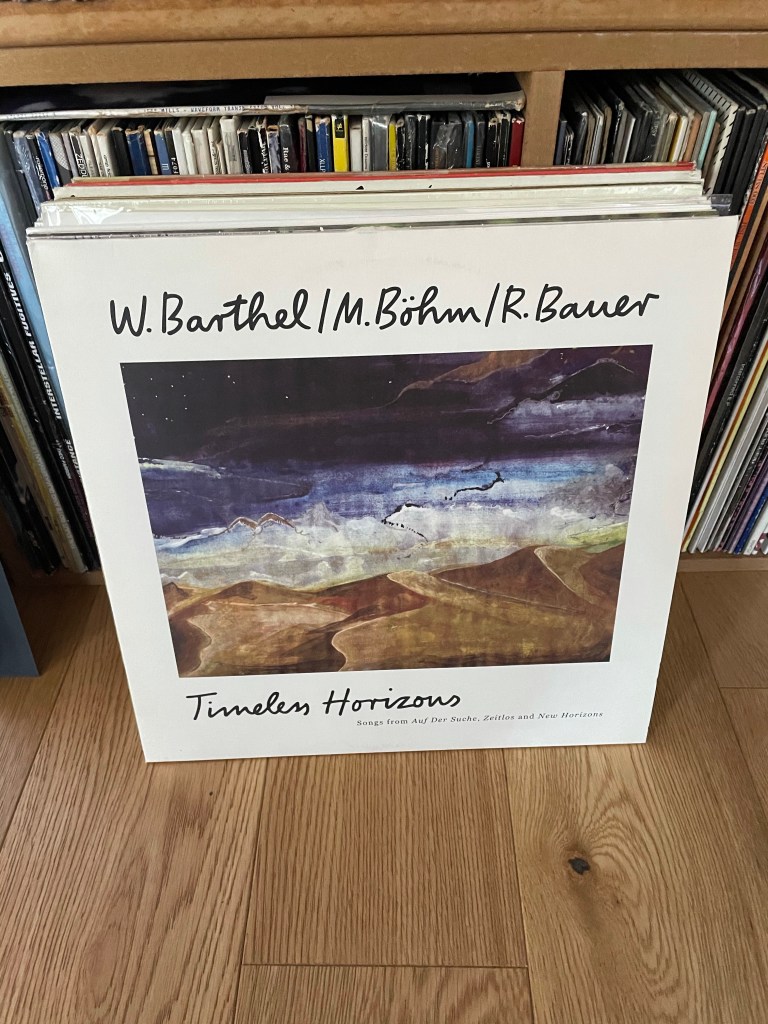 W. Barthel / M. Böhm / R. Bauer
Timeless Horizons
Songs from Auf Der Suche, Zeitlos and New Horizons
INTERSTELLAR FUGITIVES